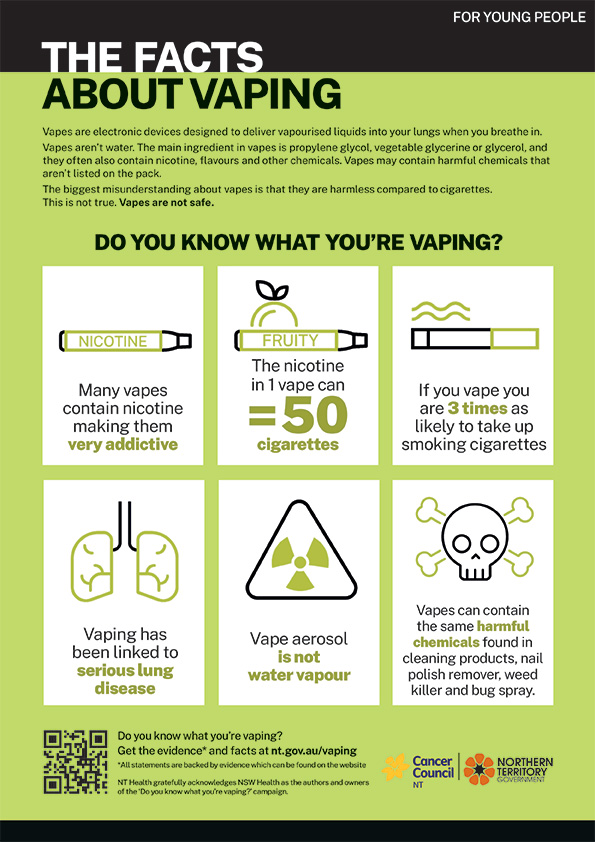 FOR YOUNG PEOPLE
THE FACTS
ABOUT VAPING
Vapes are electronic devices designed to deliver vapourised liquids into your lungs when you breathe in.
Vapes aren't water. The main ingredient in vapes is propylene glycol, vegetable glycerine or glycerol, and
they often also contain nicotine, flavours and other chemicals. Vapes may contain harmful chemicals that
aren't listed on the pack.
The biggest misunderstanding about vapes is that they are harmless compared to cigarettes.
This is not true. Vapes are not safe.
DO YOU KNOW WHAT YOU'RE VAPING?
NICOTINE
Many vapes
contain nicotine
making them
very addictive
FRUITY
The nicotine
in 1 vape can
=50
cigarettes
If you vape you
are 3 times as
likely to take up
smoking cigarettes
Vaping has
been linked to
serious lung
disease
Vape aerosol
is not
water vapour
Vapes can contain
the same harmful
chemicals found in
cleaning products, nail
polish remover, weed
killer and bug spray.
Do you know what you're vaping?
Get the evidence* and facts at nt.gov.au/vaping
*All statements are backed by evidence which can be found on the website
NT Health gratefully acknowledges NSW Health as the authors and owners
of the 'Do you know what you're vaping?' campaign.
Cancer
Council
NT
NORTHERN
TERRITORY
GOVERNMENT